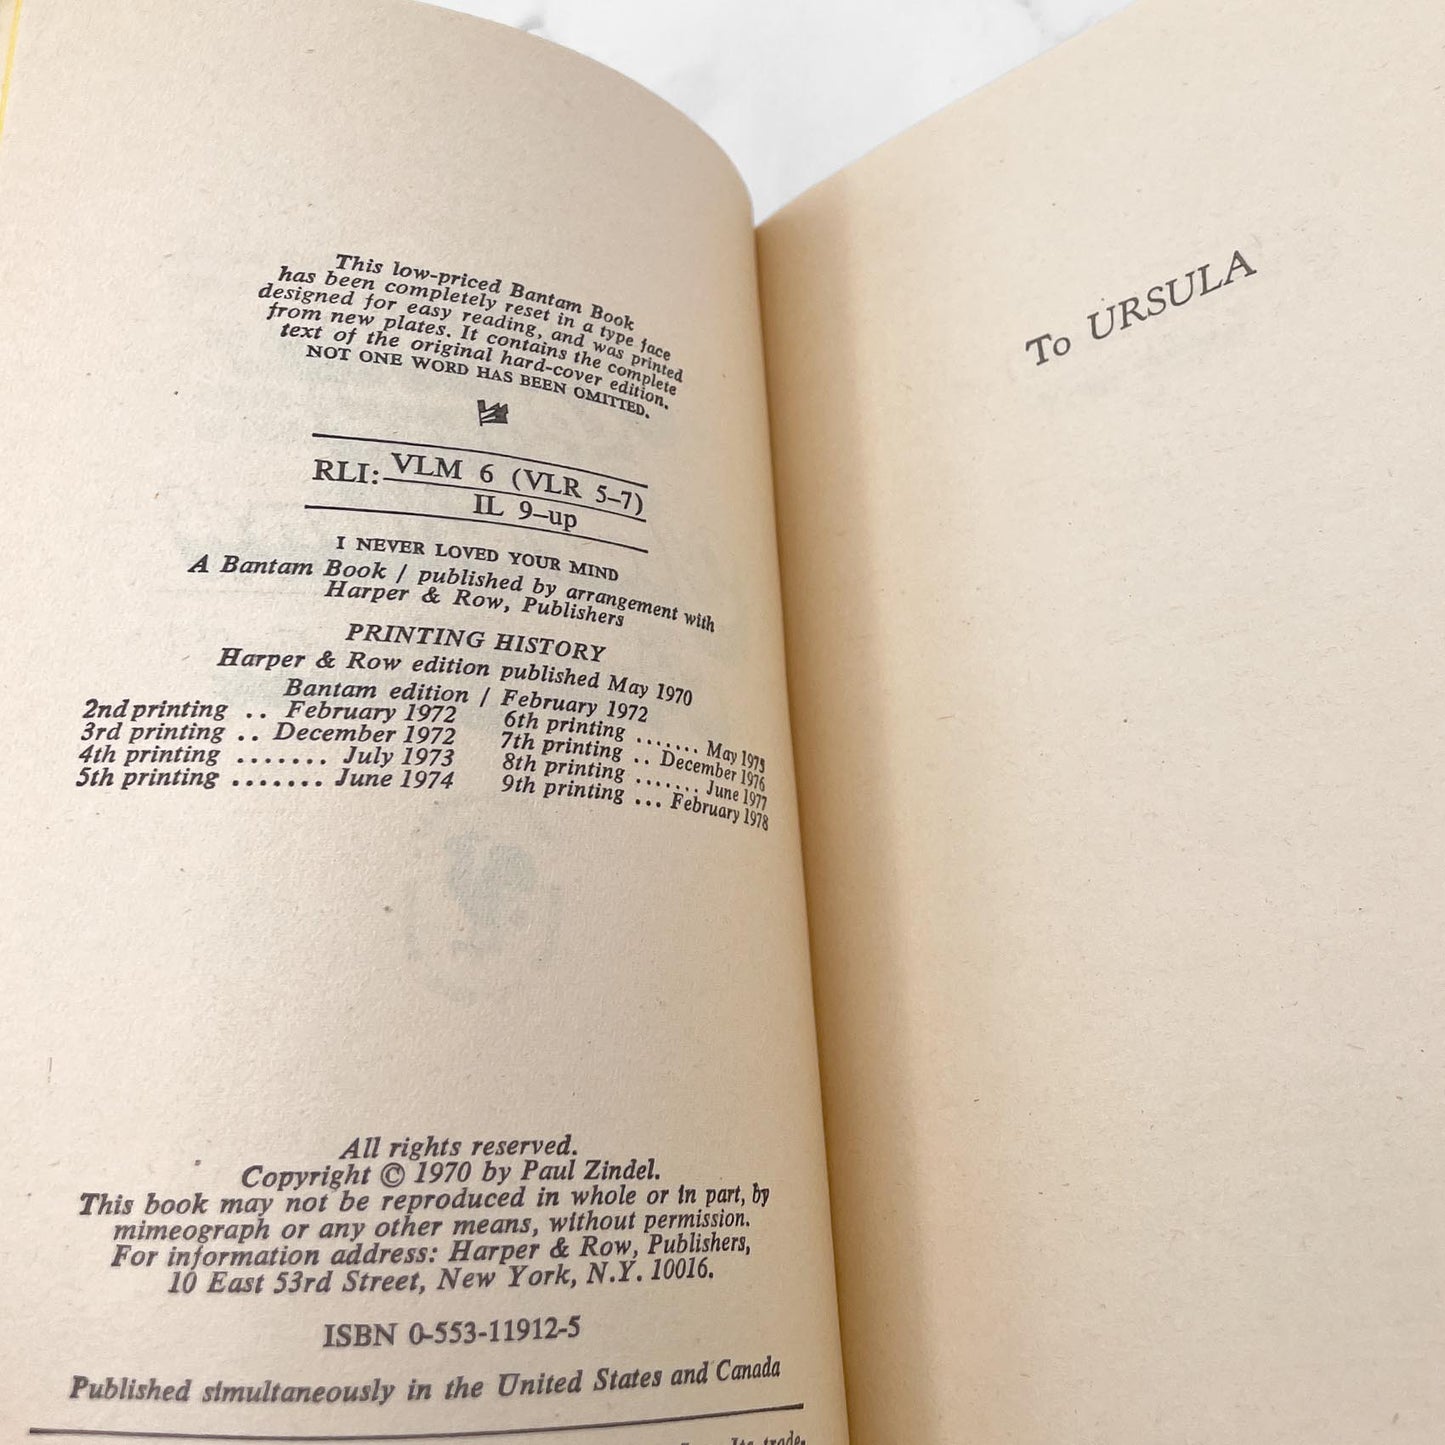 This low-priced Bantam Book
has been completely reset in a type face
designed for easy reading, and was printed
from new plates. It contains the complete
text of the original hard-cover edition.
NOT ONE WORD HAS BEEN OMITTED.
RLI: VLM 6 (VLR 5–7)
IL 9–up
I NEVER LOVED YOUR MIND
A Bantam Book / published by arrangement with
Harper & Row, Publishers
PRINTING HISTORY
Harper & Row edition published May 1970
Bantam edition / February 1972
2nd printing .. February 1972
3rd printing .. December 1972
4th printing ....... July 1973
5th printing ....... June 1974
6th printing ....... May 1975
7th printing .. December 1976
8th printing ....... June 1977
9th printing ... February 1978
All rights reserved.
Copyright © 1970 by Paul Zindel.
This book may not be reproduced in whole or in part, by
mimeograph or any other means, without permission.
For information address: Harper & Row, Publishers,
10 East 53rd Street, New York, N.Y. 10016.
ISBN 0-553-11912-5
Published simultaneously in the United States and Canada
Its trade-
To URSULA